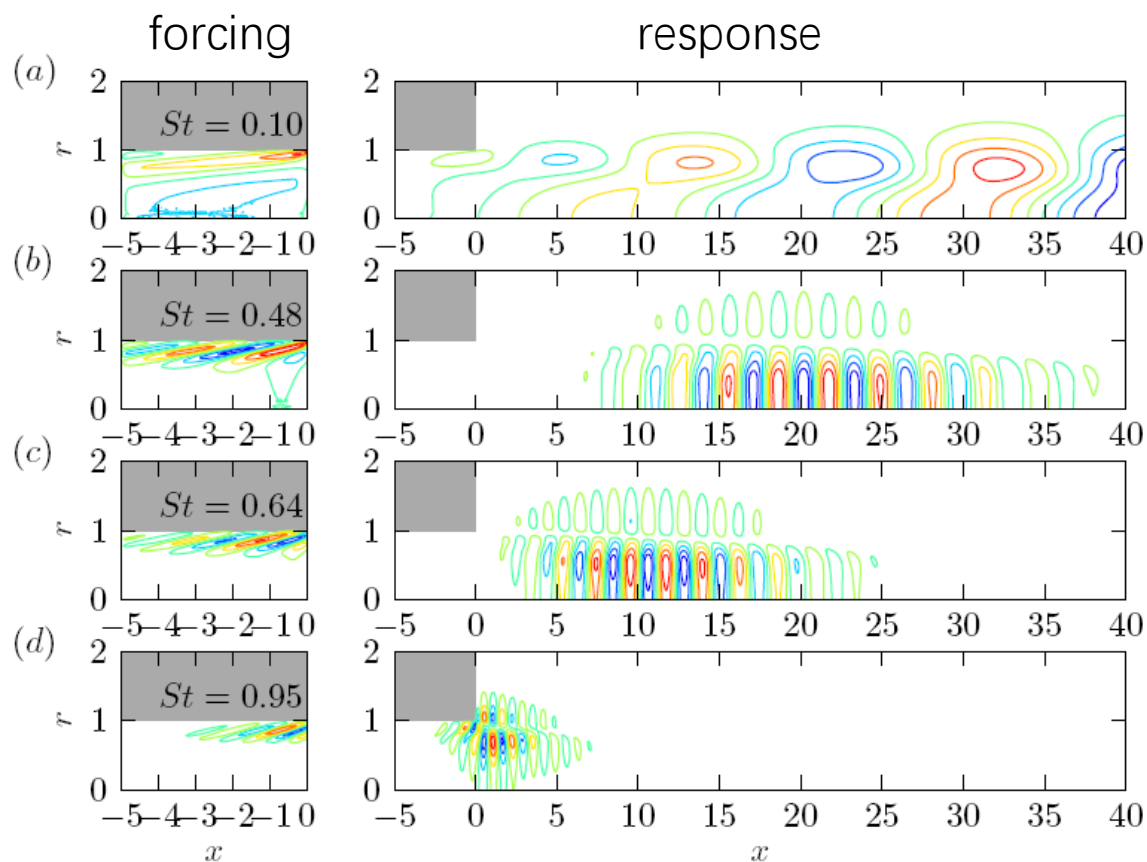 forcing response
(a)
2 St = 0.10 2
r 1 1
0 0
−5−4−3−2−1 0 −5 0 5 10 15 20 25 30 35 40
(b)
2 St = 0.48 2
r 1 1
0 0
−5−4−3−2−1 0 −5 0 5 10 15 20 25 30 35 40
(c)
2 St = 0.64 2
r 1 1
0 0
−5−4−3−2−1 0 −5 0 5 10 15 20 25 30 35 40
(d)
2 St = 0.95 2
r 1 1
0 0
−5−4−3−2−1 0 −5 0 5 10 15 20 25 30 35 40
x x